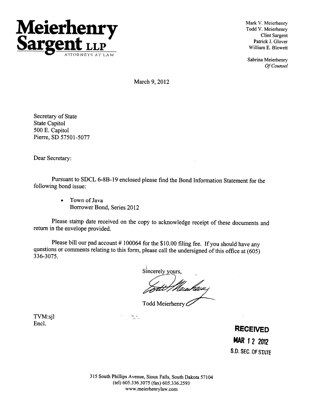 Meierhenry
Sargent LLP
ATTORNEYS AT LAW
Mark V. Meierhenry
Todd V. Meierhenry
Clint Sargent
Patrick J. Glover
William E. Blewett
Sabrina Meierhenry
Of Counsel
March 9, 2012
Secretary of State
State Capitol
500 E. Capitol
Pierre, SD 57501-5077
Dear Secretary:
Pursuant to SDCL 6-8B-19 enclosed please find the Bond Information Statement for the
following bond issue:
• Town of Java
Borrower Bond, Series 2012
Please stamp date received on the copy to acknowledge receipt of these documents and
return in the envelope provided.
Please bill our pad account # 100064 for the $10.00 filing fee. If you should have any
questions or comments relating to this form, please call the undersigned of this office at (605)
336-3075.
Sincerely yours,
Todd Meierhenry
Todd Meierhenry
TVM:sjl
Encl.
RECEIVED
MAR 12 2012
S.D. SEC. OF STATE
315 South Phillips Avenue, Sioux Falls, South Dakota 57104
(tel) 605.336.3075 (fax) 605.336.2593
www.meierhenrylaw.com